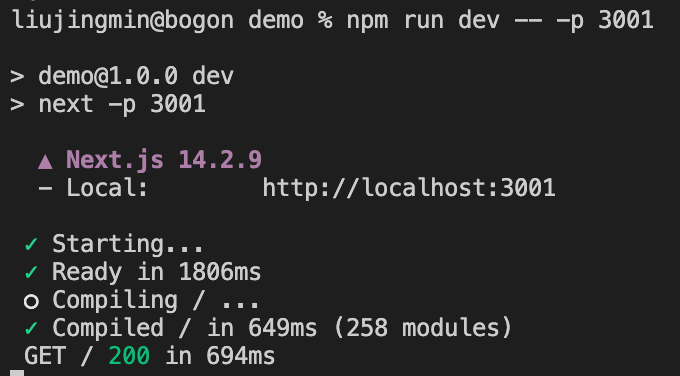 liujingmin@bogon demo % npm run dev -- -p 3001
> demo@1.0.0 dev
> next -p 3001
▲ Next.js 14.2.9
- Local: http://localhost:3001
✓ Starting...
✓ Ready in 1806ms
○ Compiling / ...
✓ Compiled / in 649ms (258 modules)
GET / 200 in 694ms